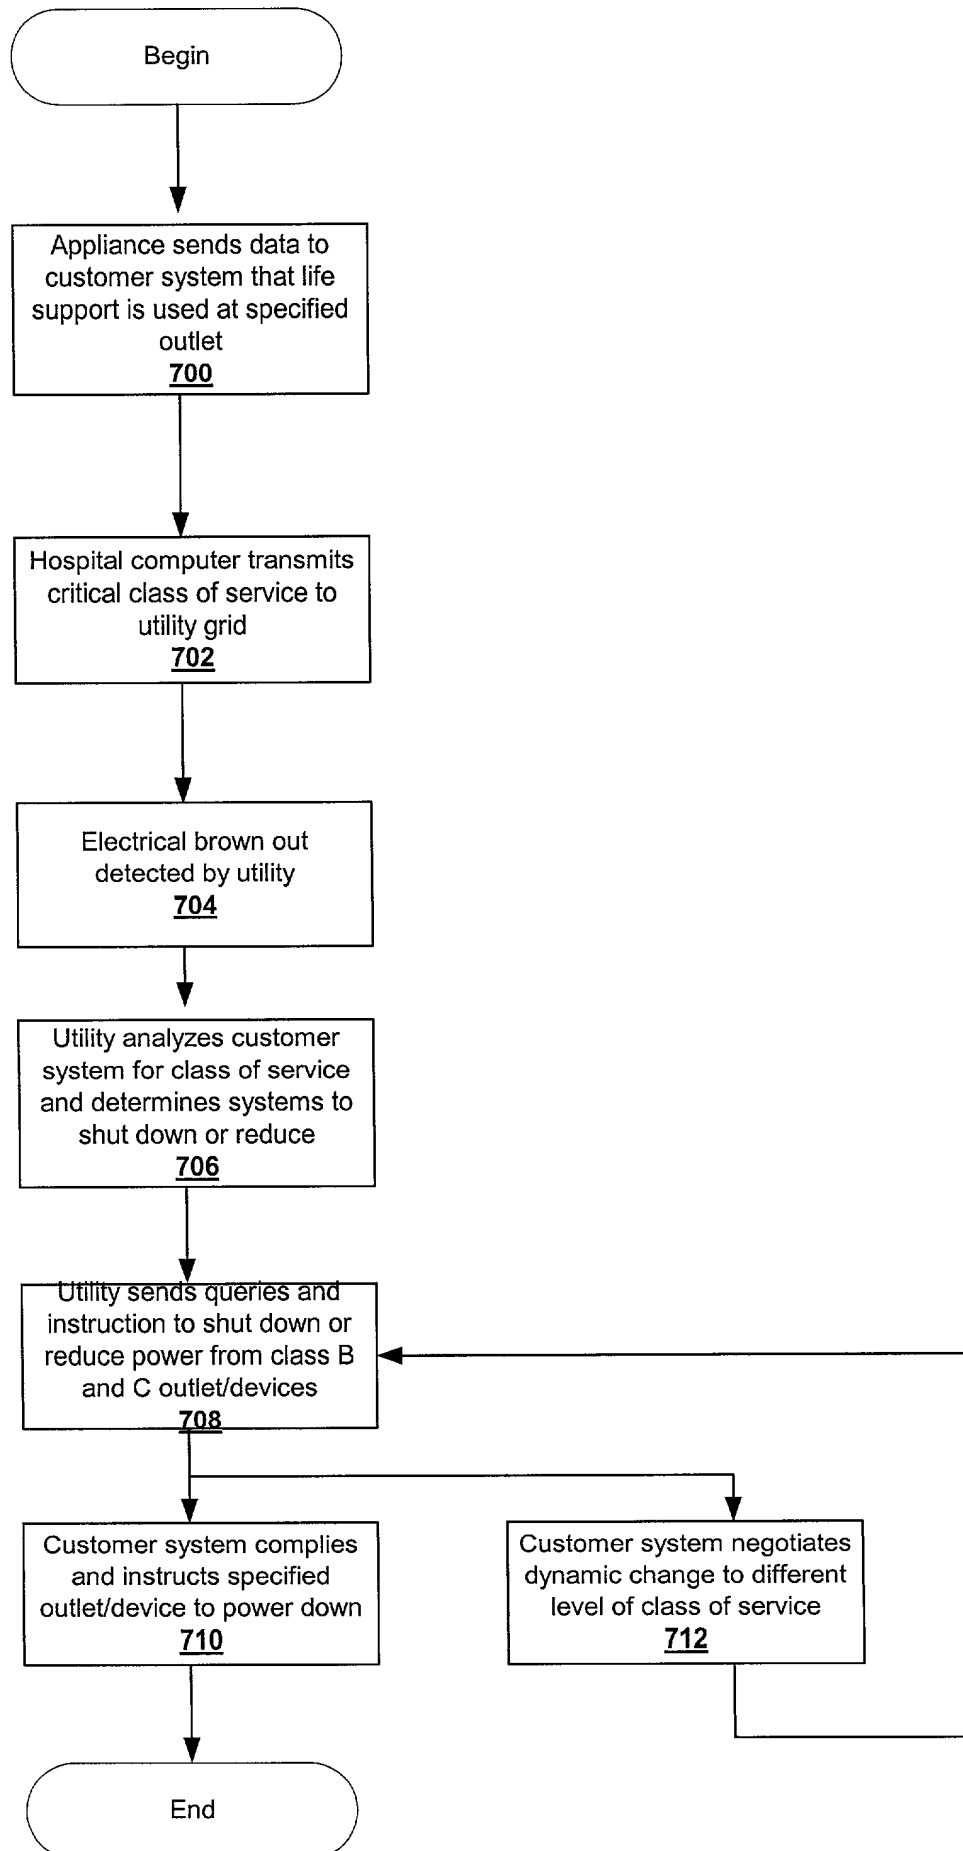 Begin
Appliance sends data to
customer system that life
support is used at specified
outlet
700
Hospital computer transmits
critical class of service to
utility grid
702
Electrical brown out
detected by utility
704
Utility analyzes customer
system for class of service
and determines systems to
shut down or reduce
706
Utility sends queries and
instruction to shut down or
reduce power from class B
and C outlet/devices
708
Customer system complies
and instructs specified
outlet/device to power down
710
Customer system negotiates
dynamic change to different
level of class of service
712
End